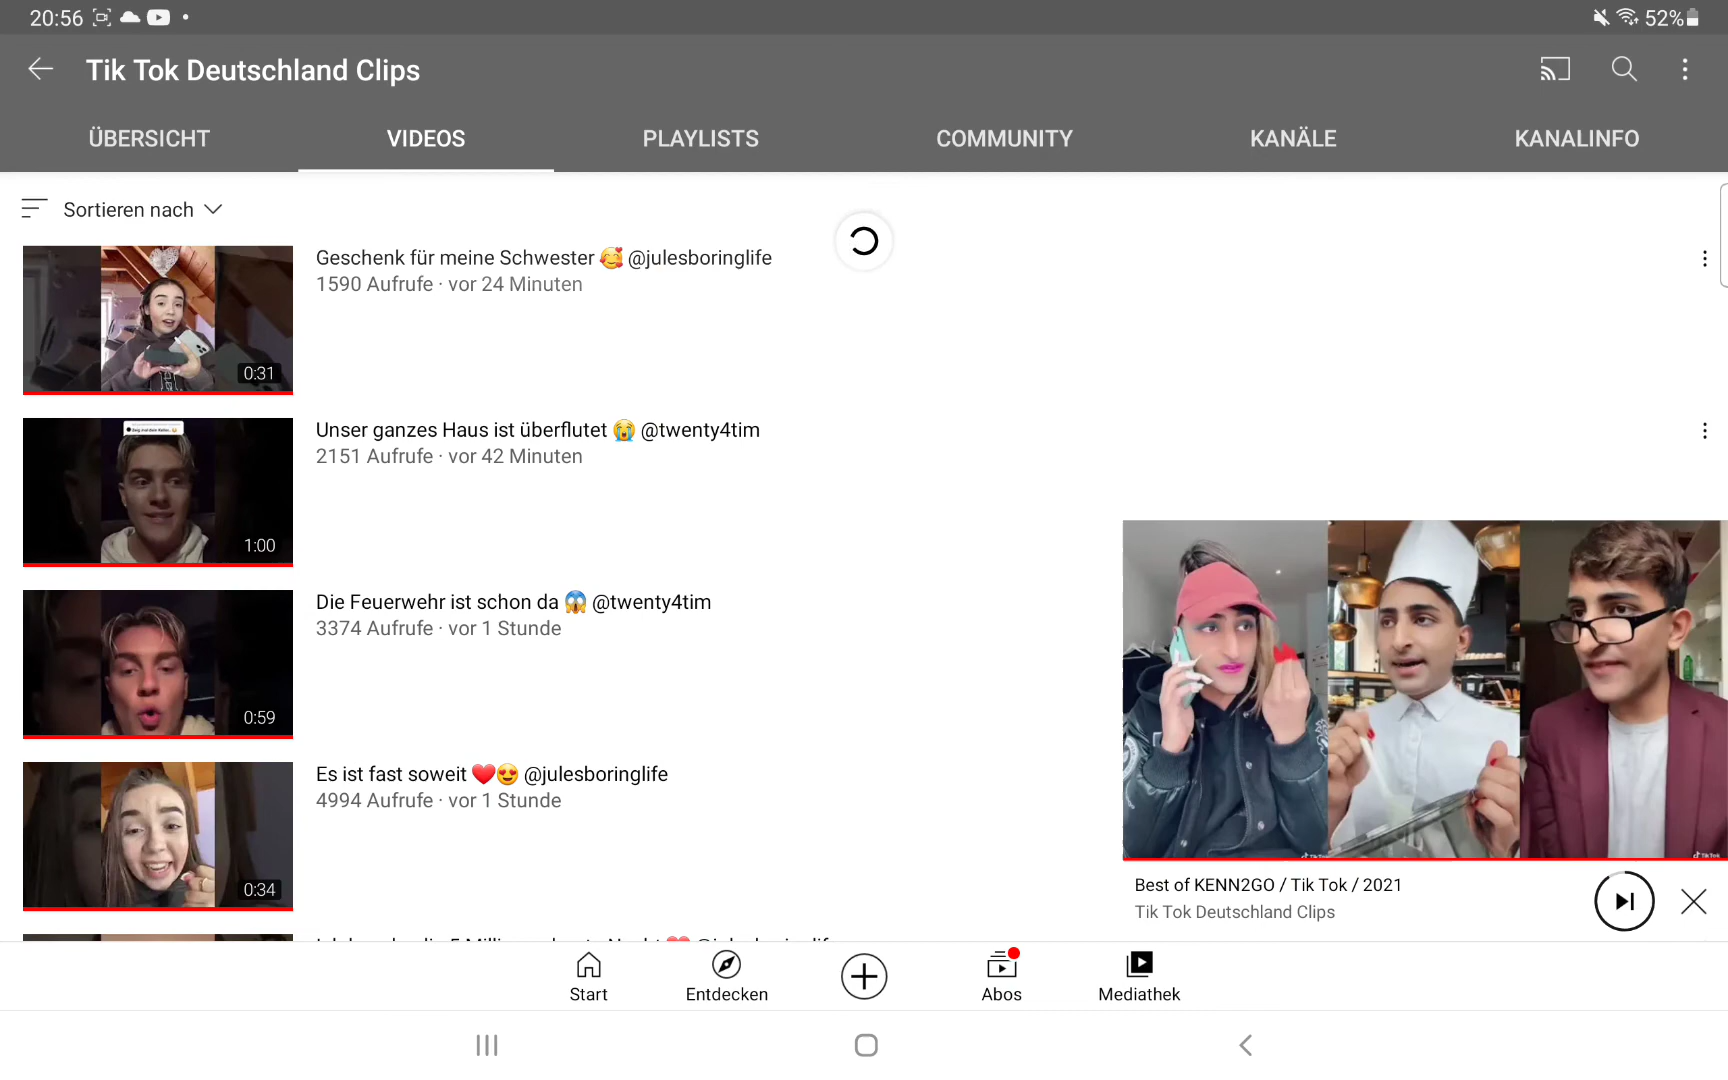 20:56
52%
Tik Tok Deutschland Clips
ÜBERSICHT
VIDEOS
PLAYLISTS
COMMUNITY
KANÄLE
KANALINFO
Sortieren nach
Geschenk für meine Schwester 🥰 @julesboringlife
1590 Aufrufe · vor 24 Minuten
0:31
Unser ganzes Haus ist überflutet 😭 @twenty4tim
2151 Aufrufe · vor 42 Minuten
1:00
Die Feuerwehr ist schon da 😱 @twenty4tim
3374 Aufrufe · vor 1 Stunde
0:59
Es ist fast soweit ❤️😍 @julesboringlife
4994 Aufrufe · vor 1 Stunde
0:34
Best of KENN2GO / Tik Tok / 2021
Tik Tok Deutschland Clips
Start
Entdecken
Abos
Mediathek